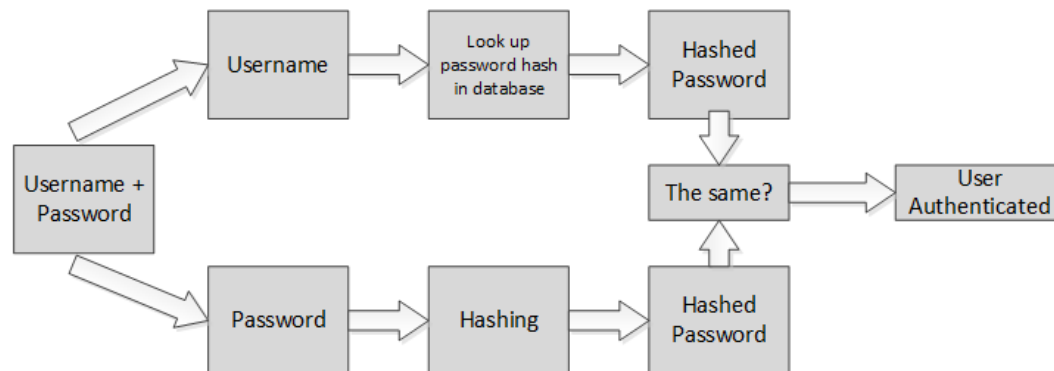 Username +
Password
Username
Look up
password hash
in database
Hashed
Password
The same?
User
Authenticated
Password
Hashing
Hashed
Password